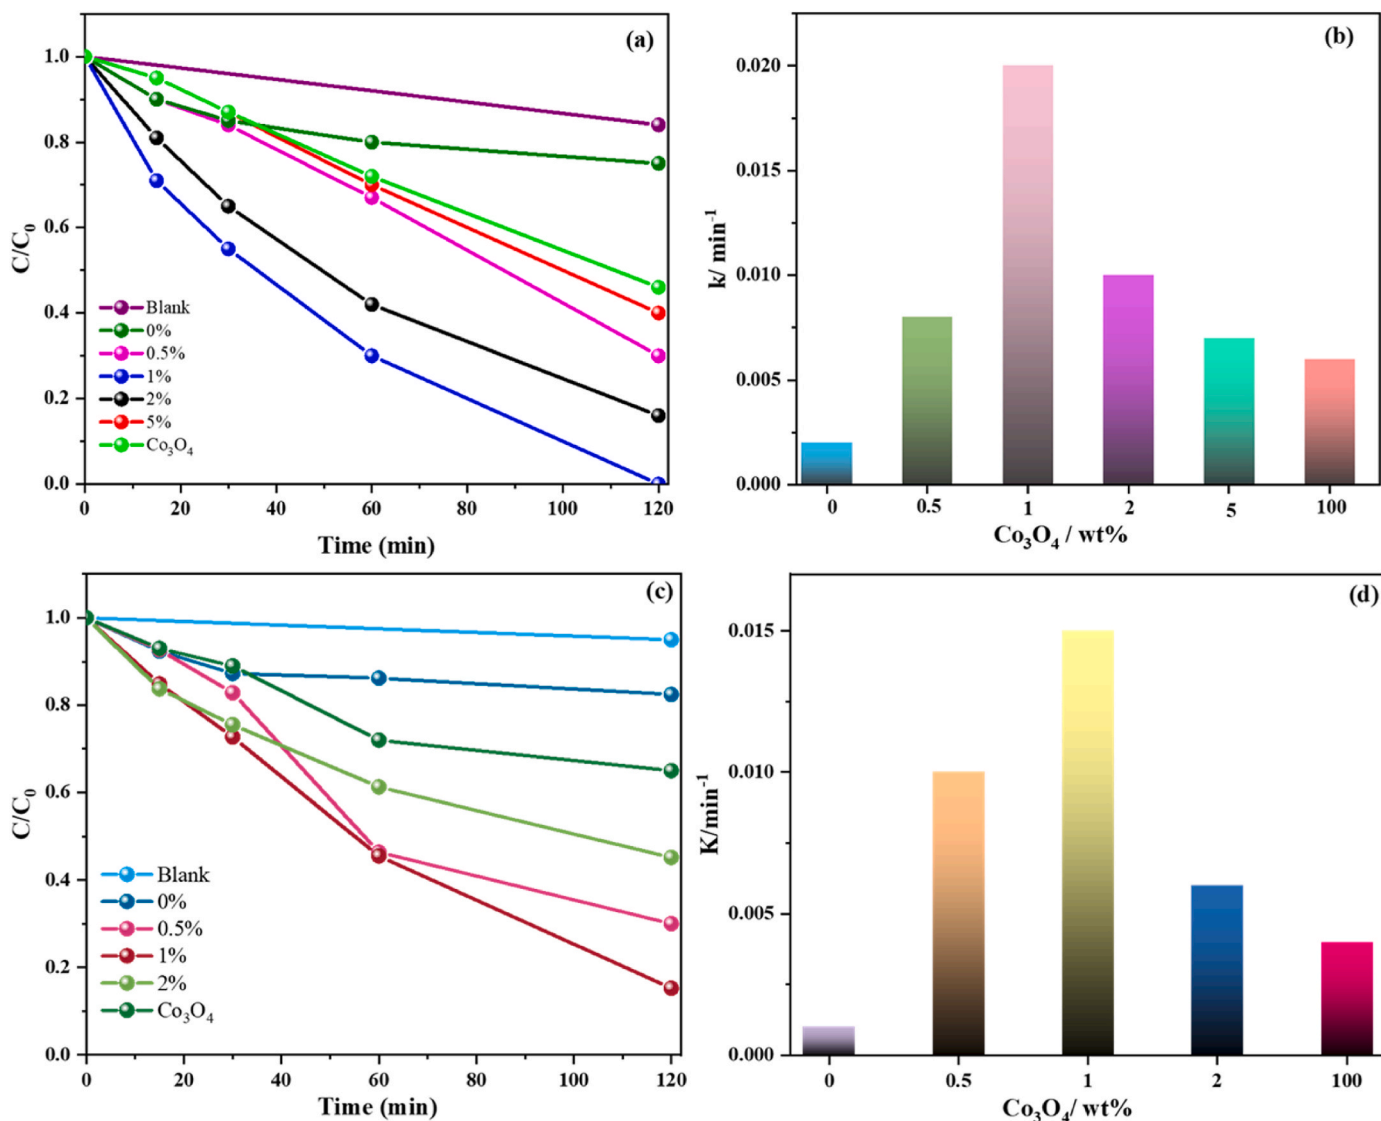 (a)
1.0
0.8
0.6
0.4
0.2
0.0
C/C₀
Blank
0%
0.5%
1%
2%
5%
Co₃O₄
0 20 40 60 80 100 120
Time (min)
(b)
0.020
0.015
0.010
0.005
0.000
k/ min⁻¹
0 0.5 1 2 5 100
Co₃O₄ / wt%
(c)
1.0
0.8
0.6
0.4
0.2
0.0
C/C₀
Blank
0%
0.5%
1%
2%
Co₃O₄
0 20 40 60 80 100 120
Time (min)
(d)
0.015
0.010
0.005
0.000
K/min⁻¹
0 0.5 1 2 100
Co₃O₄/ wt%